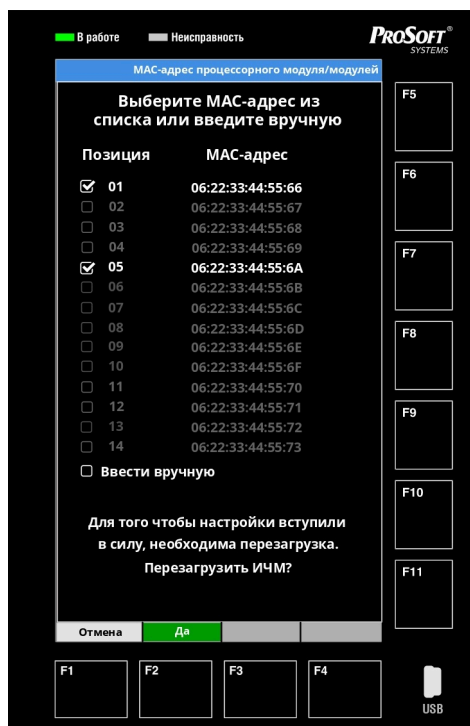 В работе Неисправность PROSOFT®
SYSTEMS
MAC-адрес процессорного модуля/модулей
Выберите MAC-адрес из
списка или введите вручную
Позиция MAC-адрес
01 06:22:33:44:55:66
02 06:22:33:44:55:67
03 06:22:33:44:55:68
04 06:22:33:44:55:69
05 06:22:33:44:55:6A
06 06:22:33:44:55:6B
07 06:22:33:44:55:6C
08 06:22:33:44:55:6D
09 06:22:33:44:55:6E
10 06:22:33:44:55:6F
11 06:22:33:44:55:70
12 06:22:33:44:55:71
13 06:22:33:44:55:72
14 06:22:33:44:55:73
Ввести вручную
Для того чтобы настройки вступили
в силу, необходима перезагрузка.
Перезагрузить ИЧМ?
Отмена Да
F5
F6
F7
F8
F9
F10
F11
F1 F2 F3 F4
USB